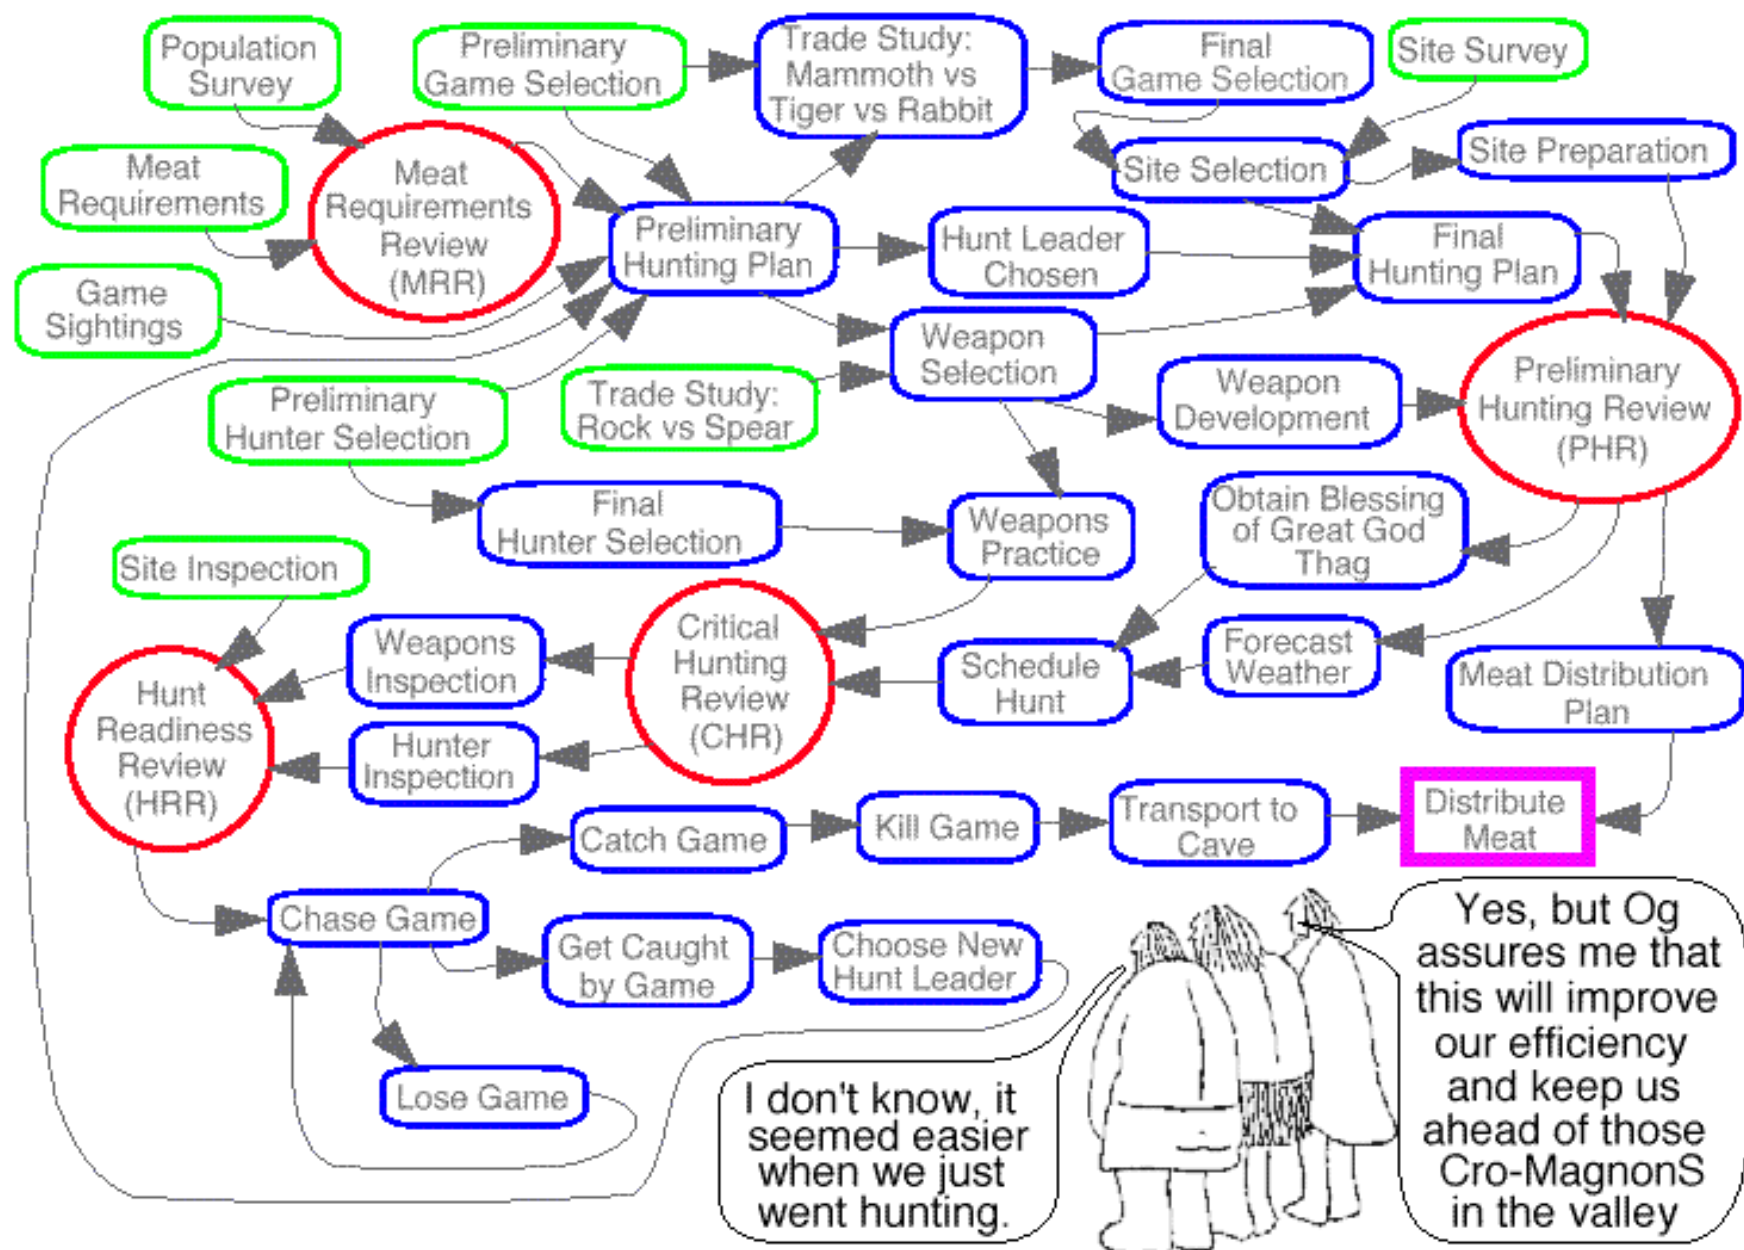 Population
Survey
Preliminary
Game Selection
Trade Study:
Mammoth vs
Tiger vs Rabbit
Final
Game Selection
Site Survey
Meat
Requirements
Meat
Requirements
Review
(MRR)
Site Selection
Site Preparation
Game
Sightings
Preliminary
Hunting Plan
Hunt Leader
Chosen
Final
Hunting Plan
Weapon
Selection
Preliminary
Hunter Selection
Trade Study:
Rock vs Spear
Weapon
Development
Preliminary
Hunting Review
(PHR)
Final
Hunter Selection
Weapons
Practice
Obtain Blessing
of Great God
Thag
Site Inspection
Weapons
Inspection
Critical
Hunting
Review
(CHR)
Schedule
Hunt
Forecast
Weather
Meat Distribution
Plan
Hunt
Readiness
Review
(HRR)
Hunter
Inspection
Catch Game
Kill Game
Transport to
Cave
Distribute
Meat
Chase Game
Get Caught
by Game
Choose New
Hunt Leader
Lose Game
I don't know, it
seemed easier
when we just
went hunting.
Yes, but Og
assures me that
this will improve
our efficiency
and keep us
ahead of those
Cro-MagnonS
in the valley